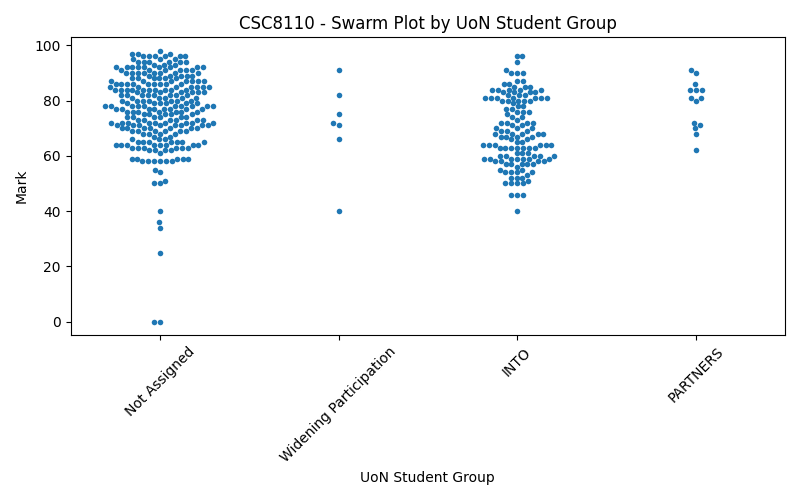 CSC8110 - Swarm Plot by UoN Student Group
Mark
100
80
60
40
20
0
Not Assigned
Widening Participation
INTO
PARTNERS
UoN Student Group